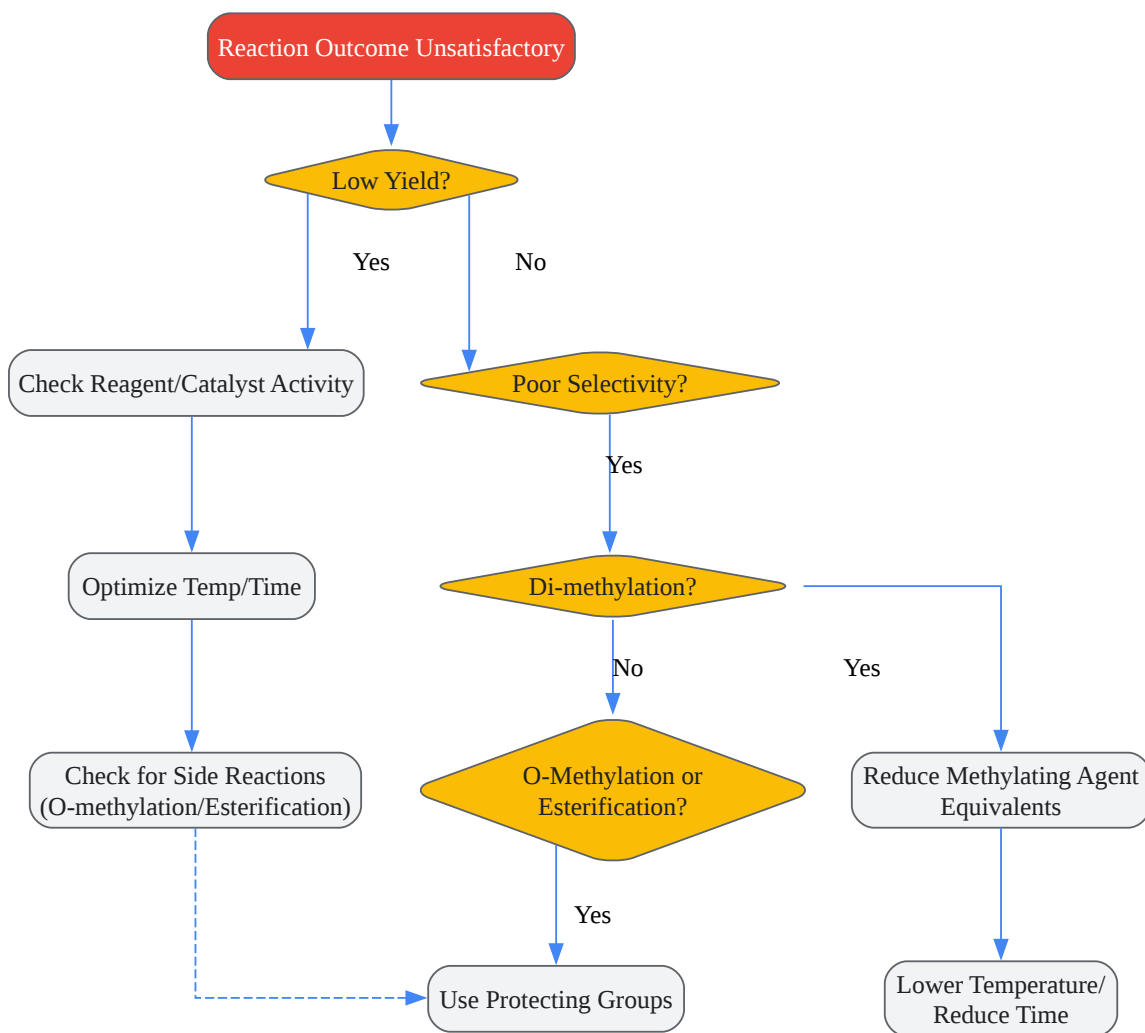 Reaction Outcome Unsatisfactory
Low Yield?
Yes
No
Check Reagent/Catalyst Activity
Poor Selectivity?
Yes
Optimize Temp/Time
Di-methylation?
No
Yes
Check for Side Reactions
(O-methylation/Esterification)
O-Methylation or
Esterification?
Reduce Methylating Agent
Equivalents
Yes
Use Protecting Groups
Lower Temperature/
Reduce Time